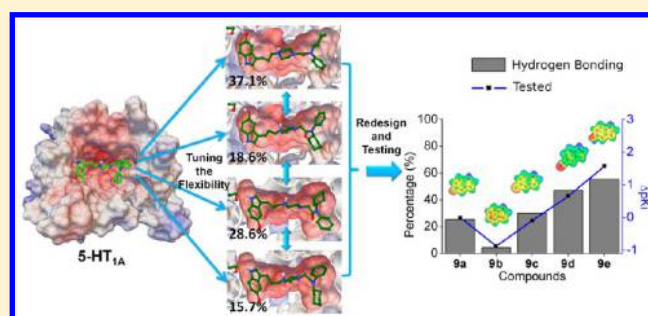 5-HT1A
Tuning
the
Flexibility
37.1%
18.6%
28.6%
15.7%
Redesign
and
Testing
Hydrogen Bonding
Tested
Percentage (%)
100
80
60
40
20
0
9a 9b 9c 9d 9e
Compounds
3
2
1
0
-1
ΔpKi